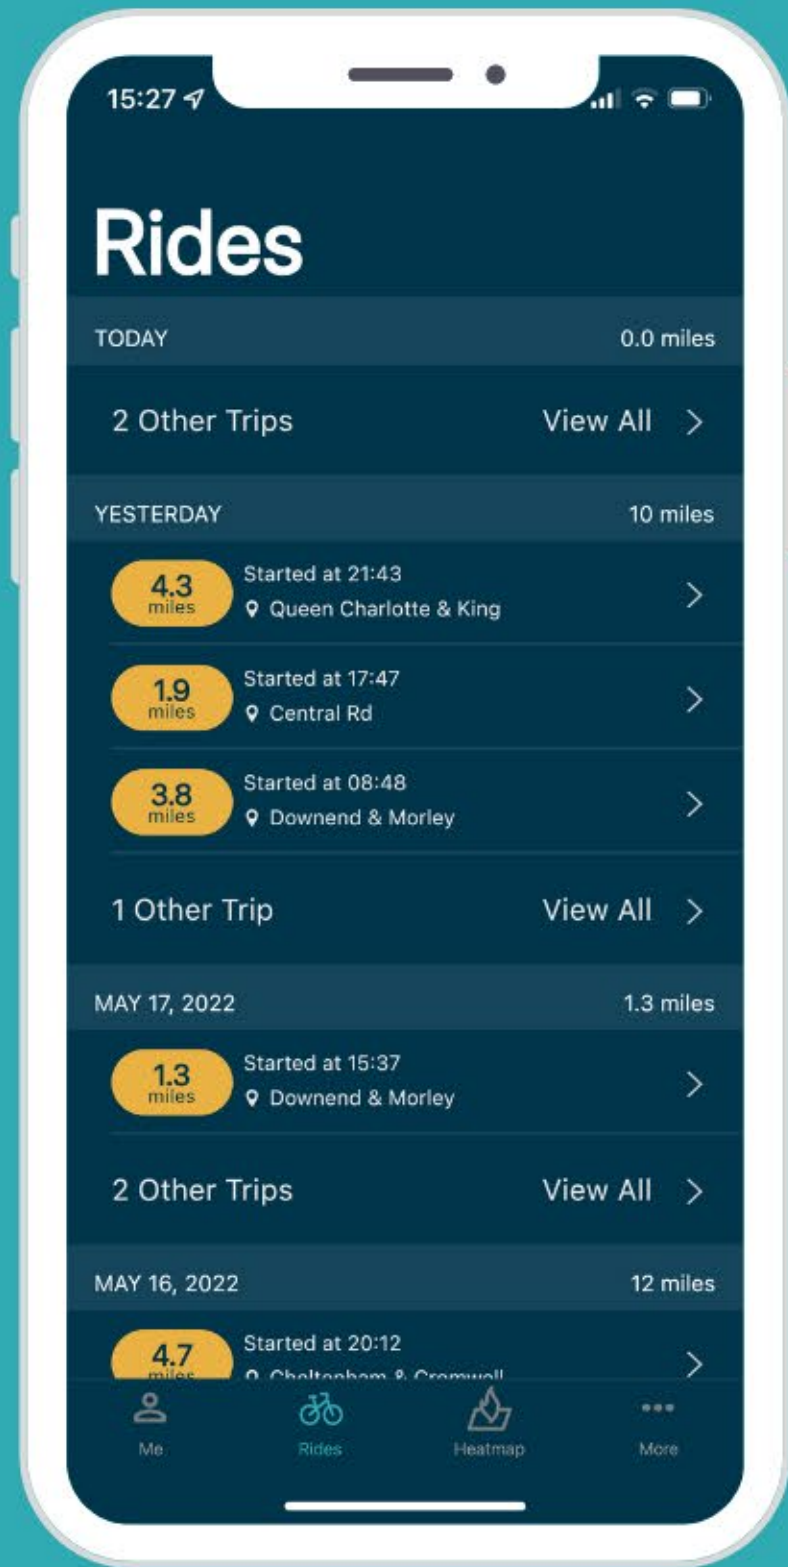 15:27
Rides
TODAY 0.0 miles
2 Other Trips View All
YESTERDAY 10 miles
4.3 miles
Started at 21:43
Queen Charlotte & King
1.9 miles
Started at 17:47
Central Rd
3.8 miles
Started at 08:48
Downend & Morley
1 Other Trip View All
MAY 17, 2022 1.3 miles
1.3 miles
Started at 15:37
Downend & Morley
2 Other Trips View All
MAY 16, 2022 12 miles
4.7 miles
Started at 20:12
Cheltenham & Cromwell
Me Rides Heatmap More